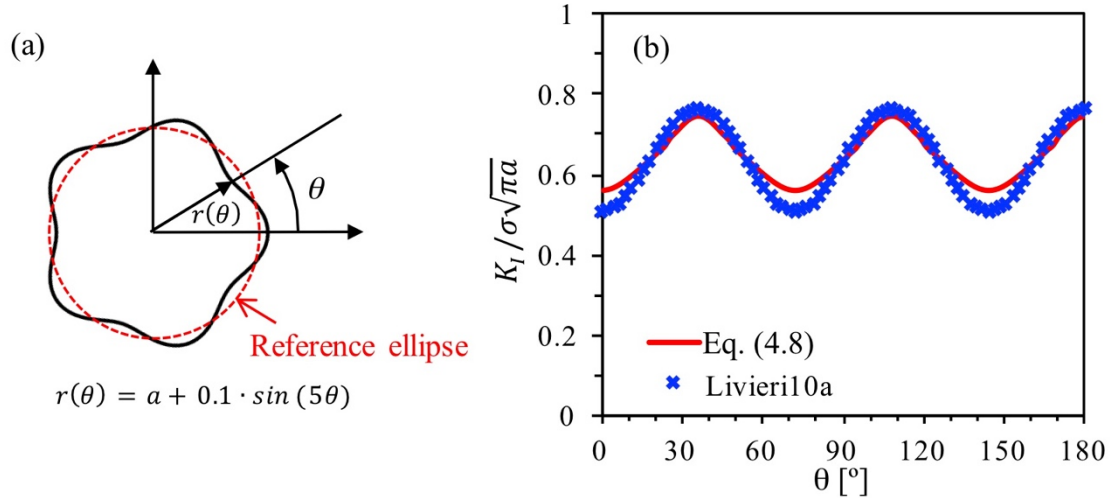 (a)
θ
r(θ)
Reference ellipse
r(θ) = a + 0.1 · sin (5θ)
(b)
K_I / σ√πa
1
0.8
0.6
0.4
0.2
0
Eq. (4.8)
Livieri10a
0 30 60 90 120 150 180
θ [º]